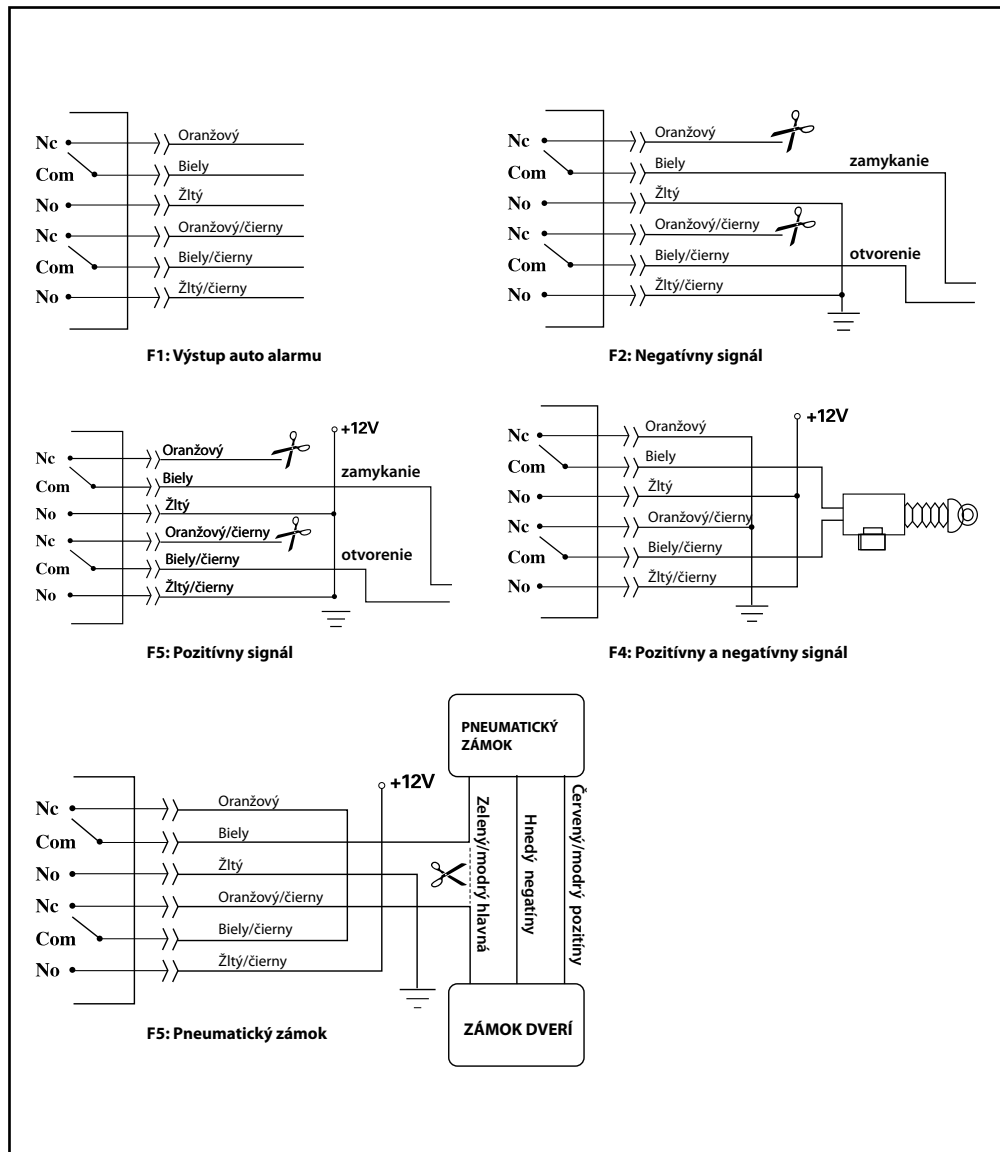 Nc
Oranžový
Com
Biely
No
Žltý
Nc
Oranžový/čierny
Com
Biely/čierny
No
Žltý/čierny
F1: Výstup auto alarmu
Nc
Oranžový
Com
Biely
zamykanie
No
Žltý
Nc
Oranžový/čierny
Com
Biely/čierny
otvorenie
No
Žltý/čierny
F2: Negatívny signál
+12V
Nc
Oranžový
Com
Biely
zamykanie
No
Žltý
Nc
Oranžový/čierny
Com
Biely/čierny
otvorenie
No
Žltý/čierny
F5: Pozitívny signál
+12V
Nc
Oranžový
Com
Biely
No
Žltý
Nc
Oranžový/čierny
Com
Biely/čierny
No
Žltý/čierny
F4: Pozitívny a negatívny signál
PNEUMATICKÝ
ZÁMOK
+12V
Nc
Oranžový
Com
Biely
No
Žltý
Nc
Oranžový/čierny
Com
Biely/čierny
No
Žltý/čierny
Zelený/modrý hlavná
Hnedý negatíny
Červený/modrý pozitíny
ZÁMOK DVERÍ
F5: Pneumatický zámok